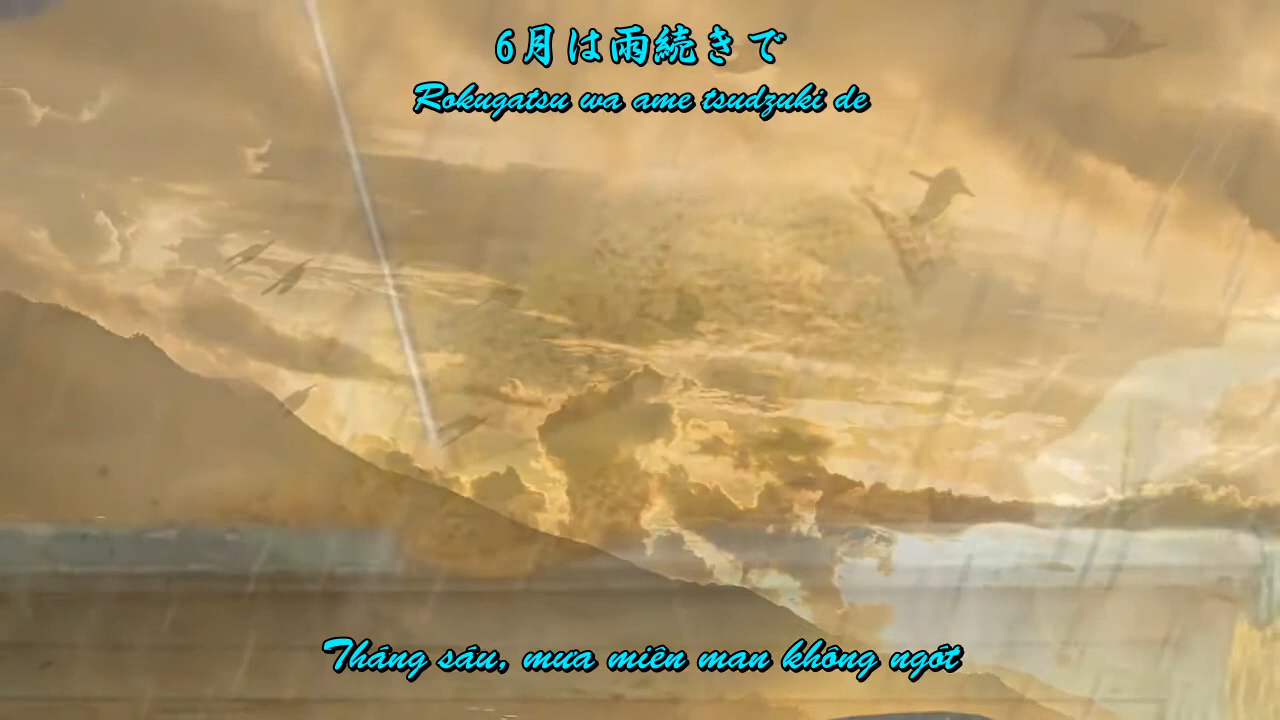 6月は雨続きで
Rokugatsu wa ame tsudzuki de
Tháng sáu, mưa miên man không ngớt